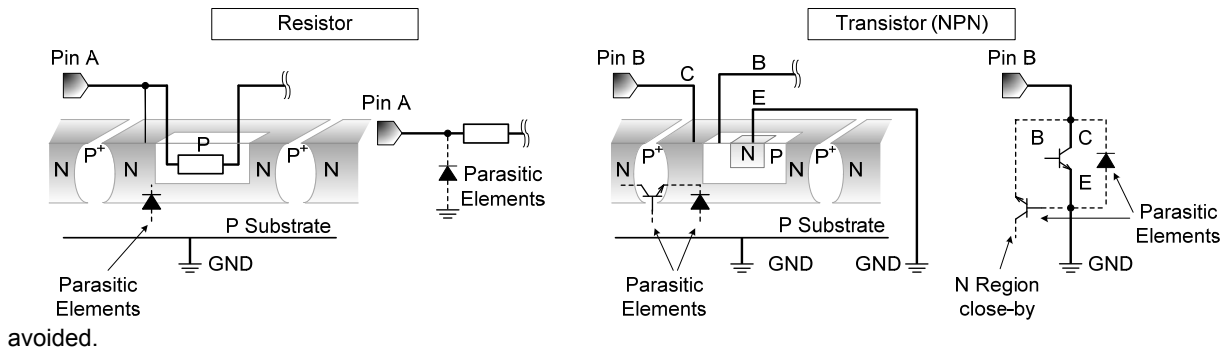 Resistor
Transistor (NPN)
Pin A
Pin B
C
B
E
Pin B
Pin A
N
P+
N
P
N
P+
N
Parasitic
Elements
P Substrate
GND
Parasitic
Elements
N
P+
N
N
P
P+
N
P Substrate
GND
GND
Parasitic
Elements
B
C
E
Parasitic
Elements
GND
N Region
close-by
avoided.